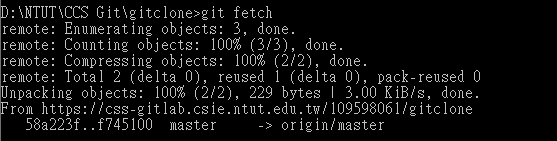 D:\NTUT\CCS Git\gitclone>git fetch
remote: Enumerating objects: 3, done.
remote: Counting objects: 100% (3/3), done.
remote: Compressing objects: 100% (2/2), done.
remote: Total 2 (delta 0), reused 1 (delta 0), pack-reused 0
Unpacking objects: 100% (2/2), 229 bytes | 3.00 KiB/s, done.
From https://css-gitlab.csie.ntut.edu.tw/109598061/gitclone
   58a223f..f745100  master     -> origin/master